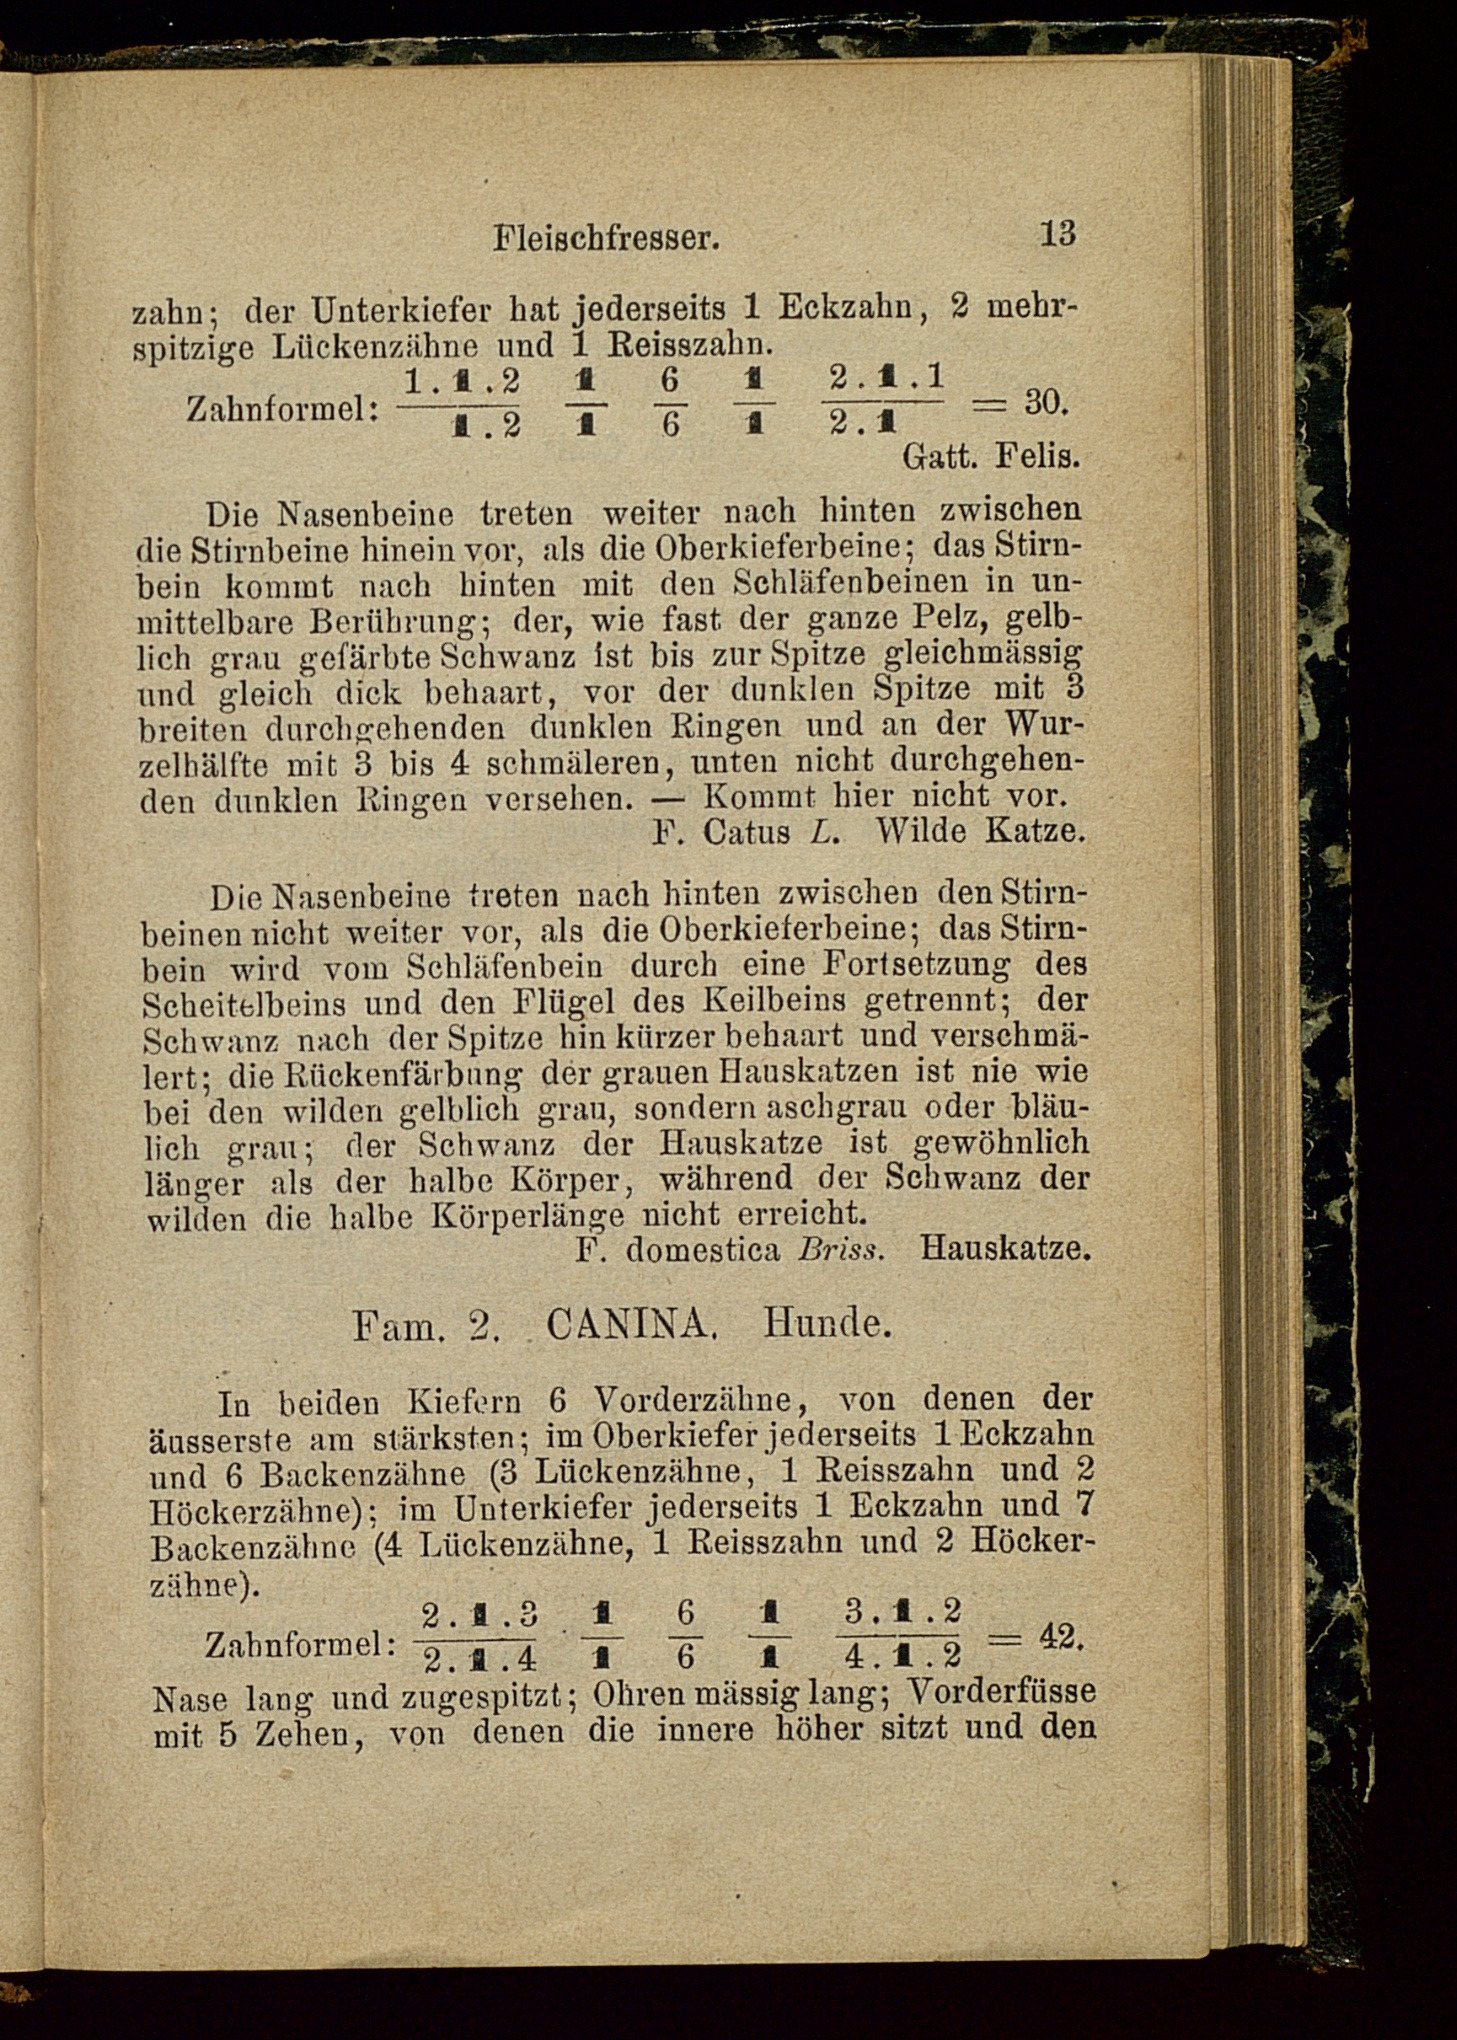 Fleischfresser. 13
zahn; der Unterkiefer hat jederseits 1 Eckzahn, 2 mehr-
spitzige Lückenzähne und 1 Reisszahn.
Zahnformel: 1.1.2/1.2 1/1 6/6 1/1 2.1.1/2.1 = 30.
Gatt. Felis.
Die Nasenbeine treten weiter nach hinten zwischen
die Stirnbeine hinein vor, als die Oberkieferbeine; das Stirn-
bein kommt nach hinten mit den Schläfenbeinen in un-
mittelbare Berührung; der, wie fast der ganze Pelz, gelb-
lich grau gefärbte Schwanz ist bis zur Spitze gleichmässig
und gleich dick behaart, vor der dunklen Spitze mit 3
breiten durchgehenden dunklen Ringen und an der Wur-
zelhälfte mit 3 bis 4 schmäleren, unten nicht durchgehen-
den dunklen Ringen versehen. — Kommt hier nicht vor.
F. Catus L. Wilde Katze.
Die Nasenbeine treten nach hinten zwischen den Stirn-
beinen nicht weiter vor, als die Oberkieferbeine; das Stirn-
bein wird vom Schläfenbein durch eine Fortsetzung des
Scheitelbeins und den Flügel des Keilbeins getrennt; der
Schwanz nach der Spitze hin kürzer behaart und verschmä-
lert; die Rückenfärbung der grauen Hauskatzen ist nie wie
bei den wilden gelblich grau, sondern aschgrau oder bläu-
lich grau; der Schwanz der Hauskatze ist gewöhnlich
länger als der halbe Körper, während der Schwanz der
wilden die halbe Körperlänge nicht erreicht.
F. domestica Briss. Hauskatze.
Fam. 2. CANINA. Hunde.
In beiden Kiefern 6 Vorderzähne, von denen der
äusserste am stärksten; im Oberkiefer jederseits 1 Eckzahn
und 6 Backenzähne (3 Lückenzähne, 1 Reisszahn und 2
Höckerzähne); im Unterkiefer jederseits 1 Eckzahn und 7
Backenzähne (4 Lückenzähne, 1 Reisszahn und 2 Höcker-
zähne).
Zahnformel: 2.1.3/2.1.4 1/1 6/6 1/1 3.1.2/4.1.2 = 42.
Nase lang und zugespitzt; Ohren mässig lang; Vorderfüsse
mit 5 Zehen, von denen die innere höher sitzt und den